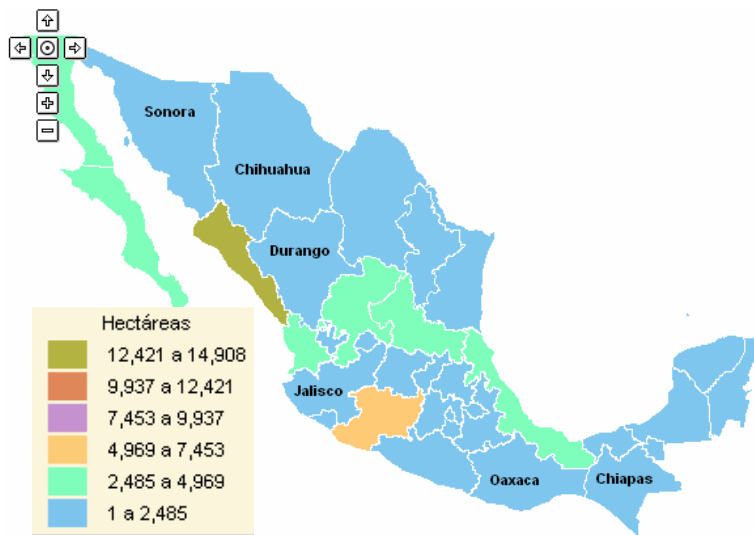 Sonora
Chihuahua
Durango
Hectáreas
12,421 a 14,908
9,937 a 12,421
7,453 a 9,937
4,969 a 7,453
2,485 a 4,969
1 a 2,485
Jalisco
Oaxaca
Chiapas